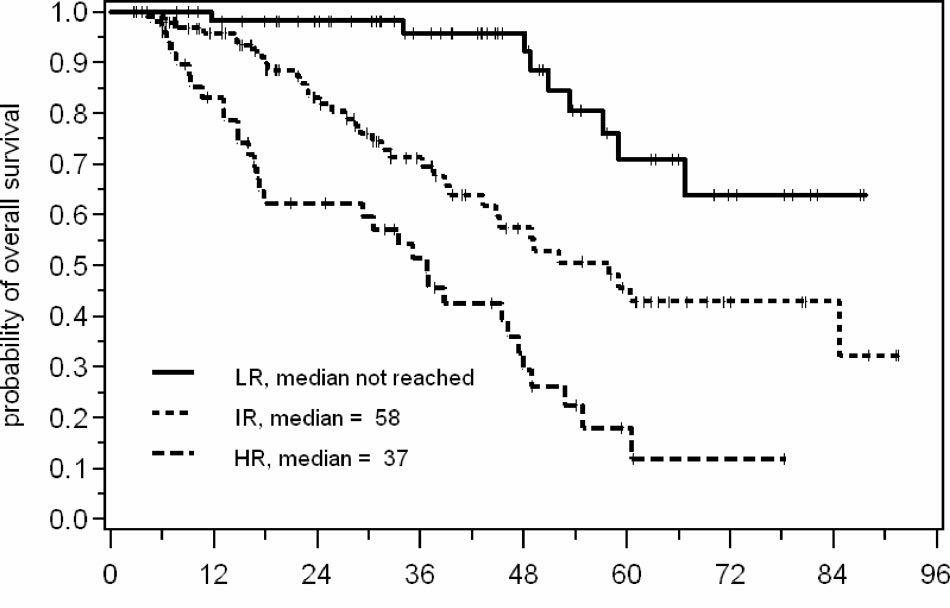 probability of overall survival
1.0
0.9
0.8
0.7
0.6
0.5
0.4
0.3
0.2
0.1
0.0
LR, median not reached
IR, median = 58
HR, median = 37
0 12 24 36 48 60 72 84 96